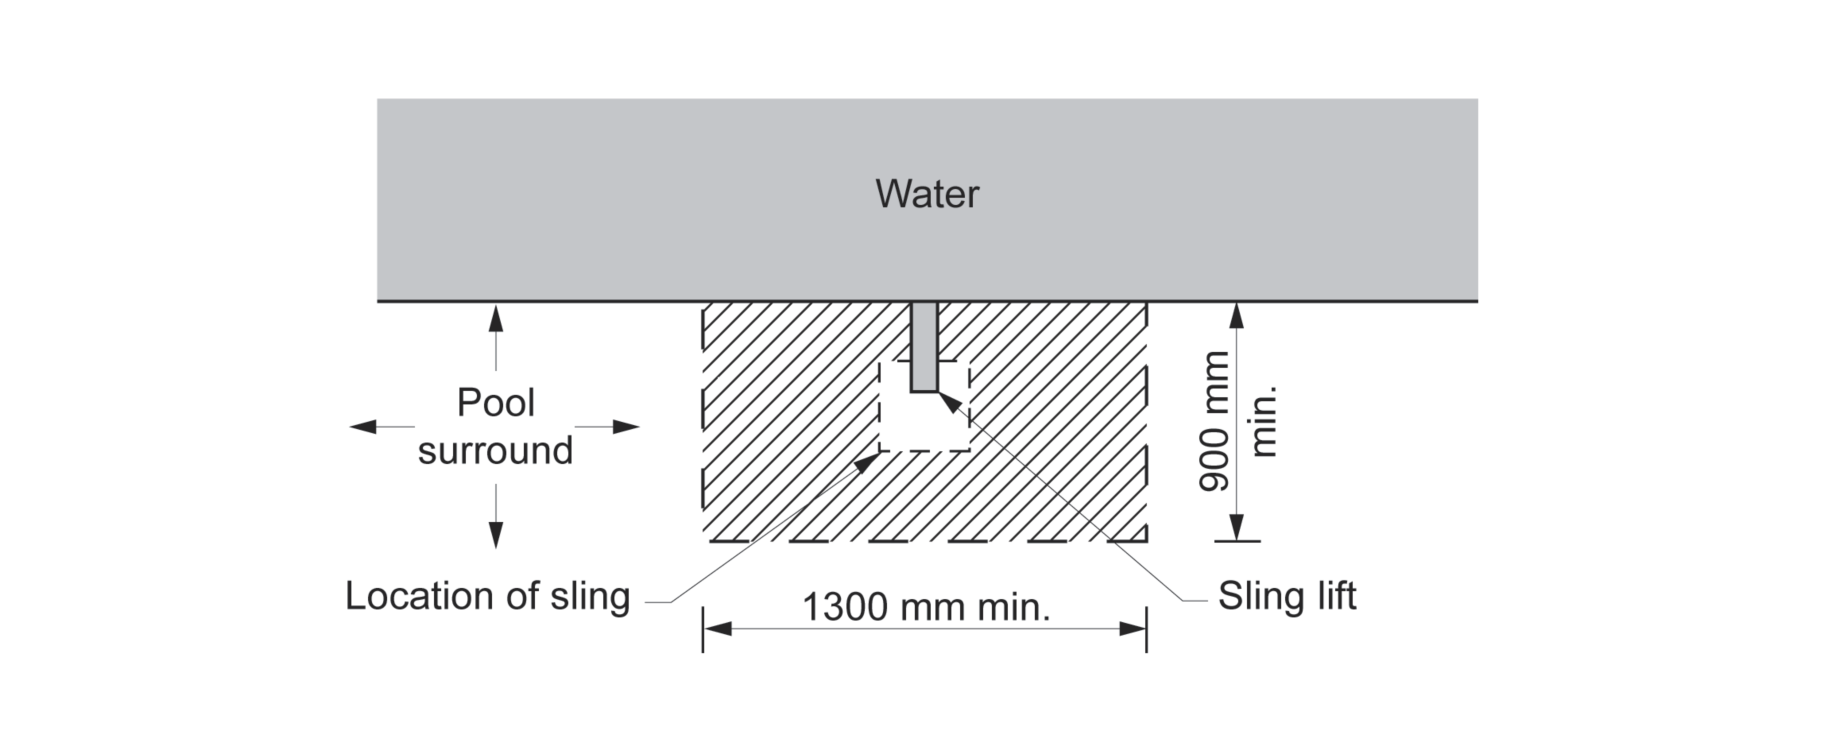 Water
Pool
surround
900 mm
min.
Location of sling
1300 mm min.
Sling lift